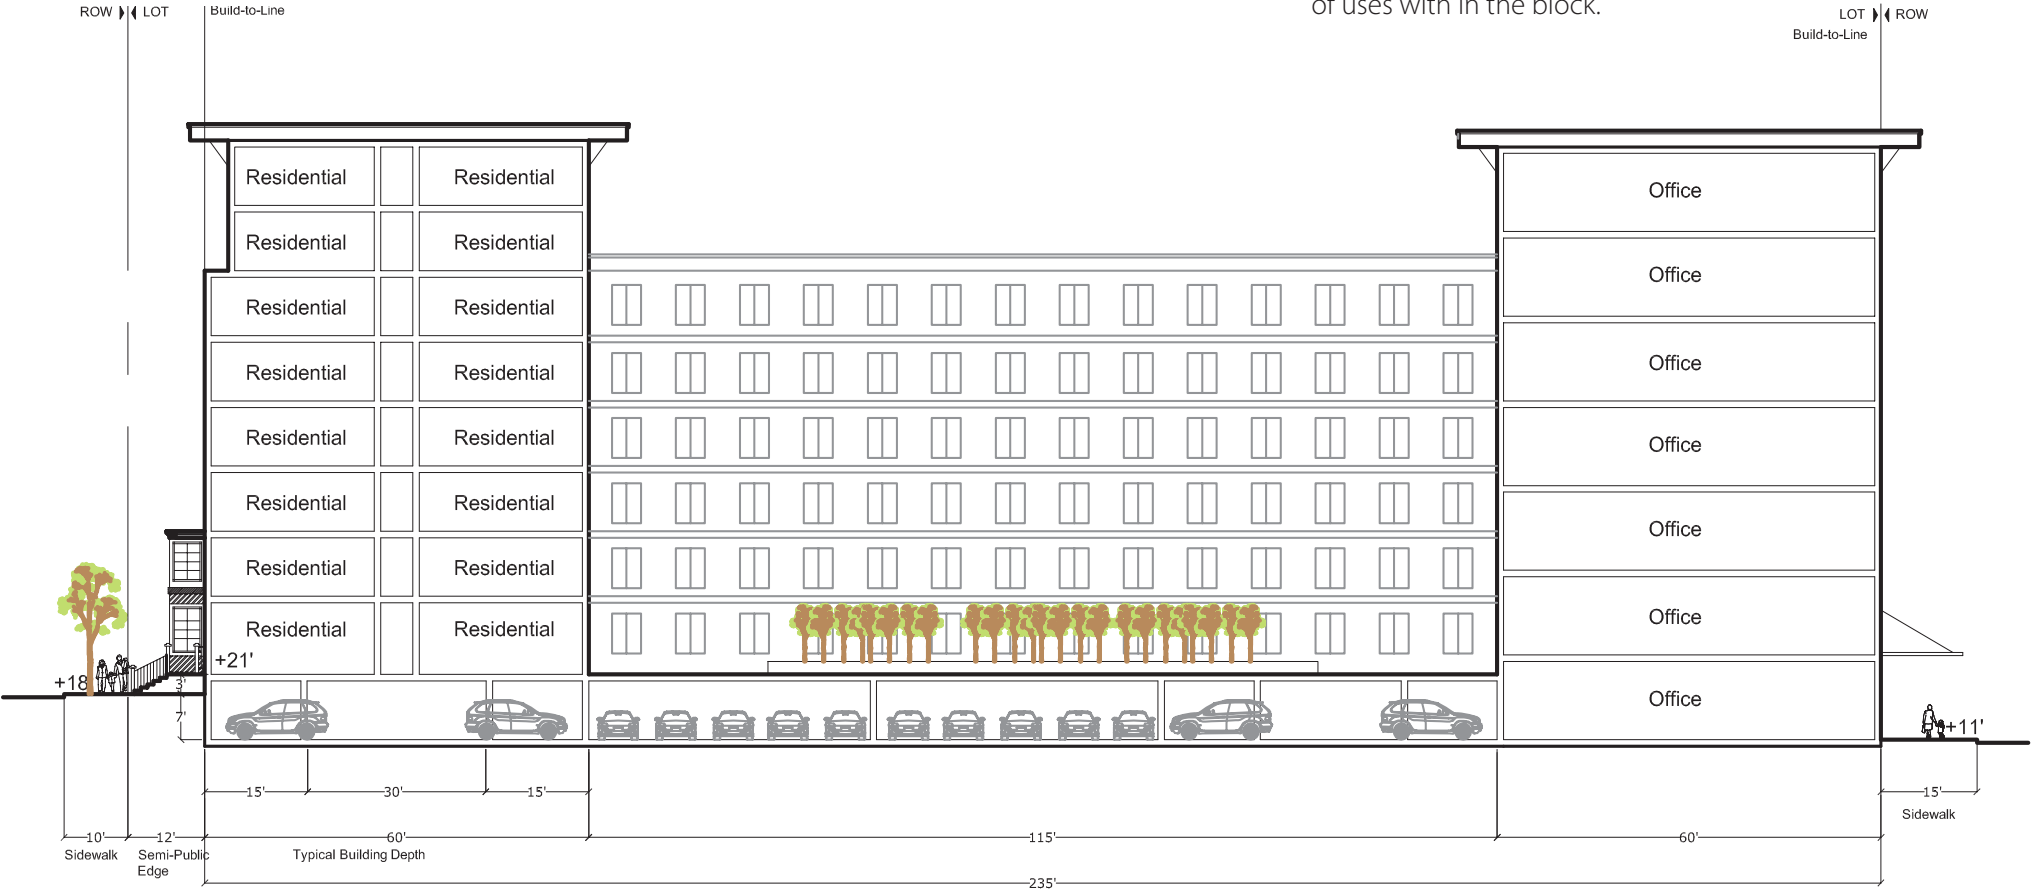 of uses with in the block.
ROW LOT Build-to-Line
LOT ROW
Build-to-Line
Residential Residential Office
Residential Residential Office
Residential Residential
Residential Residential Office
Residential Residential Office
Residential Residential Office
Residential Residential
Residential Residential Office
+21'
+18
3'
7'
Office
+11'
15' 30' 15' 15'
Sidewalk
10' 12' 60' 115' 60'
Sidewalk Semi-Public Typical Building Depth
Edge
235'